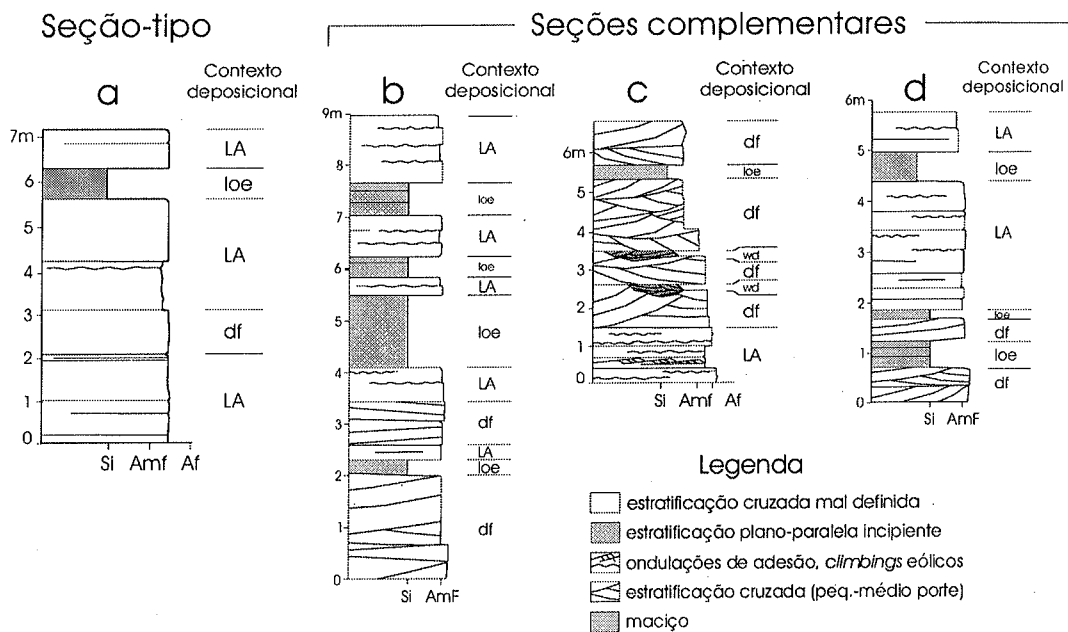 Seção-tipo
Seções complementares
a
Contexto
deposicional
7m
6
5
4
3
2
1
0
LA
loe
LA
df
LA
Si Amf Af
b
Contexto
deposicional
9m
8
7
6
5
4
3
2
1
0
LA
loe
LA
loe
LA
loe
LA
df
LA
loe
df
Si AmF
c
Contexto
deposicional
6m
5
4
3
2
1
0
df
loe
df
wd
df
wd
df
LA
Si Amf Af
d
Contexto
deposicional
6m
5
4
3
2
1
0
LA
loe
LA
loe
df
loe
df
Si AmF
Legenda
estratificação cruzada mal definida
estratificação plano-paralela incipiente
ondulações de adesão, climbings eólicos
estratificação cruzada (peq.-médio porte)
maciço